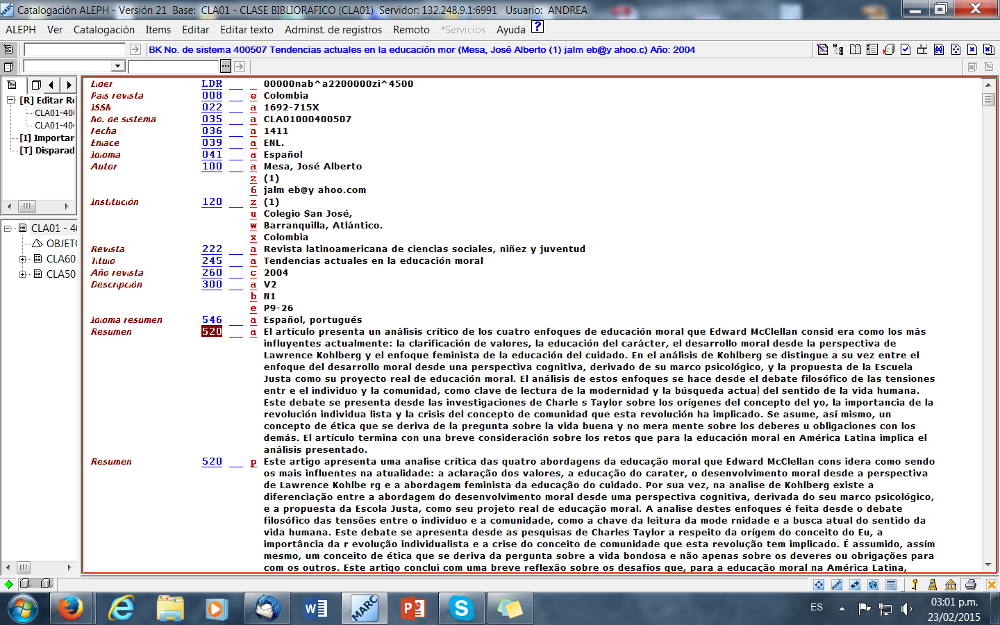 Catalogación ALEPH - Versión 21 Base: CLA01 - CLASE BIBLIORAFICO (CLA01) Servidor: 132.248.9.1:6991 Usuario: ANDREA
ALEPH Ver Catalogación Items Editar Editar texto Adminst. de registros Remoto *Servicios Ayuda ?
BK No. de sistema 400507 Tendencias actuales en la educación mor (Mesa, José Alberto (1) jalm eb@y ahoo.c) Año: 2004
[R] Editar Re
CLA01-40
CLA01-40
[I] Importar
[T] Disparad
CLA01 - 4
OBJET
CLA60
CLA50
Líder LDR 00000nab^a2200000zi^4500
País revista 008 e Colombia
ISSN 022 a 1692-715X
No. de sistema 035 a CLA01000400507
Fecha 036 a 1411
Enlace 039 a ENL.
Idioma 041 a Español
Autor 100 a Mesa, José Alberto
z (1)
6 jalm eb@y ahoo.com
Institución 120 z (1)
u Colegio San José,
w Barranquilla, Atlántico.
x Colombia
Revista 222 a Revista latinoamericana de ciencias sociales, niñez y juventud
Título 245 a Tendencias actuales en la educación moral
Año revista 260 c 2004
Descripción 300 a V2
b N1
e P9-26
Idioma resumen 546 a Español, portugués
Resumen 520 a El artículo presenta un análisis crítico de los cuatro enfoques de educación moral que Edward McClellan consid era como los más
influyentes actualmente: la clarificación de valores, la educación del carácter, el desarrollo moral desde la perspectiva de
Lawrence Kohlberg y el enfoque feminista de la educación del cuidado. En el análisis de Kohlberg se distingue a su vez entre el
enfoque del desarrollo moral desde una perspectiva cognitiva, derivado de su marco psicológico, y la propuesta de la Escuela
Justa como su proyecto real de educación moral. El análisis de estos enfoques se hace desde el debate filosófico de las tensiones
entr e el individuo y la comunidad, como clave de lectura de la modernidad y la búsqueda actual del sentido de la vida humana.
Este debate se presenta desde las investigaciones de Charle s Taylor sobre los orígenes del concepto del yo, la importancia de la
revolución individua lista y la crisis del concepto de comunidad que esta revolución ha implicado. Se asume, así mismo, un
concepto de ética que se deriva de la pregunta sobre la vida buena y no mera mente sobre los deberes u obligaciones con los
demás. El artículo termina con una breve consideración sobre los retos que para la educación moral en América Latina implica el
análisis presentado.
Resumen 520 p Este artigo apresenta uma analise crítica das quatro abordagens da educação moral que Edward McClellan cons idera como sendo
os mais influentes na atualidade: a aclaração dos valores, a educação do carater, o desenvolvimento moral desde a perspectiva
de Lawrence Kohlbe rg e a abordagem feminista da educação do cuidado. Por sua vez, na analise de Kohlberg existe a
diferenciação entre a abordagem do desenvolvimento moral desde uma perspectiva cognitiva, derivada do seu marco psicológico,
e a propuesta da Escola Justa, como seu projeto real de educação moral. A analise destes enfoques é feita desde o debate
filosófico das tensões entre o indivíduo e a comunidade, como a chave da leitura da mode rnidade e a busca atual do sentido da
vida humana. Este debate se apresenta desde as pesquisas de Charles Taylor a respeito da orígem do conceito do Eu, a
importância da r evolução individualista e a crise do conceito de comunidade que esta revolução tem implicado. É assumido, assím
mesmo, um conceito de ética que se deriva da pergunta sobre a vida bondosa e não apenas sobre os deveres ou obrigações para
com os outros. Este artigo conclui com uma breve reflexão sobre os desafíos que, para a educação moral na América Latina,
MARC
ES
03:01 p.m.
23/02/2015